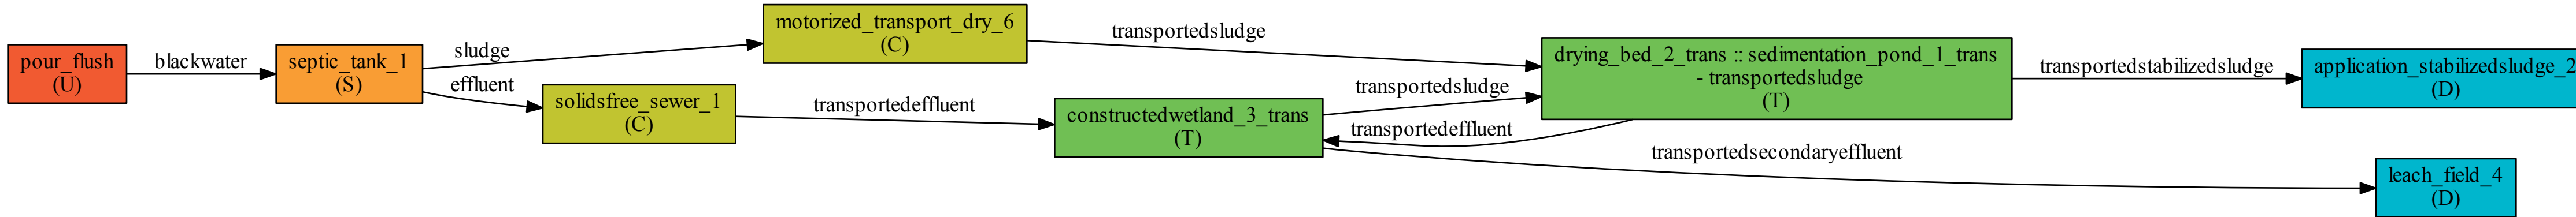 pour_flush
(U)
blackwater
septic_tank_1
(S)
sludge
effluent
motorized_transport_dry_6
(C)
solidsfree_sewer_1
(C)
transportedsludge
transportedeffluent
constructedwetland_3_trans
(T)
transportedsludge
transportedeffluent
drying_bed_2_trans :: sedimentation_pond_1_trans
- transportedsludge
(T)
transportedstabilizedsludge
transportedsecondaryeffluent
application_stabilizedsludge_2
(D)
leach_field_4
(D)